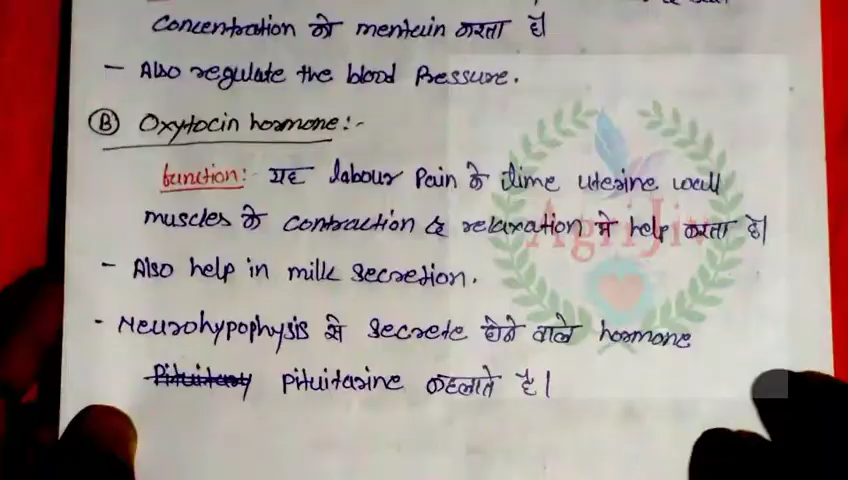 Concentration को mentain करता है
- Also regulate the blood Pressure.
Ⓑ Oxytocin hormone:-
function:- यह labour Pain के time uterine wall
muscles के contraction & relaxation मे help करता है|
- Also help in milk secretion.
- Neurohypophysis से secrete होने वाले hormone
Pituitary pituitarine कहलाते है|
AgriJiv